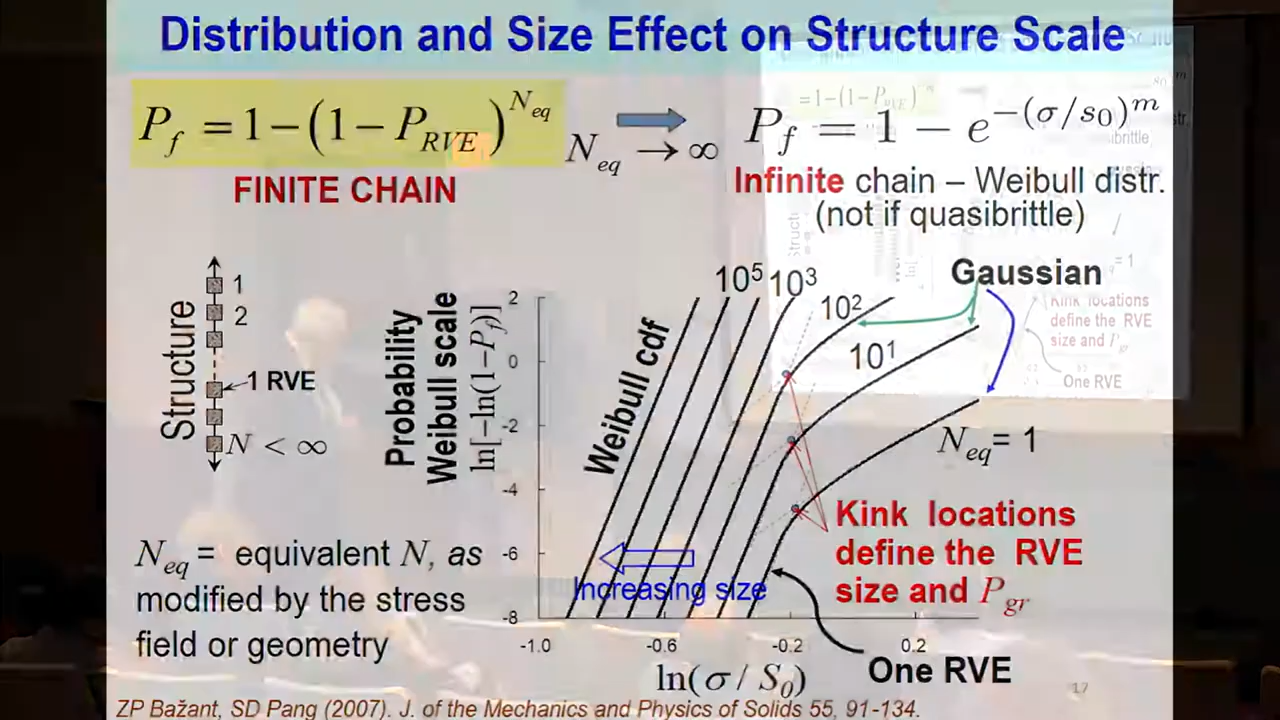 Distribution and Size Effect on Structure Scale
P_f = 1-(1-P_RVE)^N_eq
N_eq → ∞
P_f = 1 - e^-(σ/s_0)^m
FINITE CHAIN
Infinite chain – Weibull distr.
(not if quasibrittle)
Structure
1
2
1 RVE
N < ∞
Probability
Weibull scale
ln[-ln(1-P_f)]
2
0
-2
-4
-6
-8
-1.0
-0.6
-0.2
0.2
ln(σ / S_0)
Weibull cdf
10^5
10^3
10^2
10^1
Gaussian
N_eq = 1
Kink locations
define the RVE
size and P_gr
Increasing size
One RVE
N_eq = equivalent N, as
modified by the stress
field or geometry
ZP Bažant, SD Pang (2007). J. of the Mechanics and Physics of Solids 55, 91-134.
17
=1-(1-P_RVE)
Kink locations
define the RVE
size and P_gr
One RVE